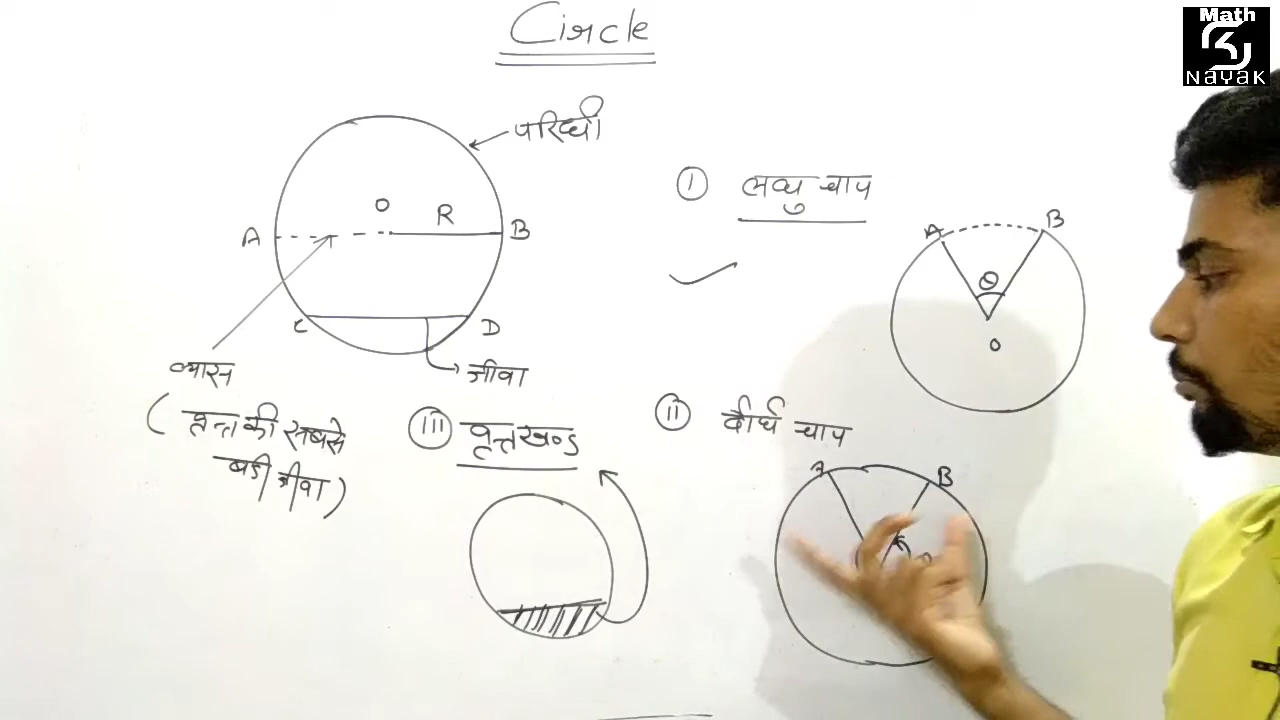 Circle
Math
Nayak
परिधी
O
R
A
B
C
D
जीवा
व्यास
(वृत्त की सबसे
बडी जीवा)
I लघु चाप
A
B
θ
O
II दीर्घ चाप
A
B
III वृत्तखण्ड